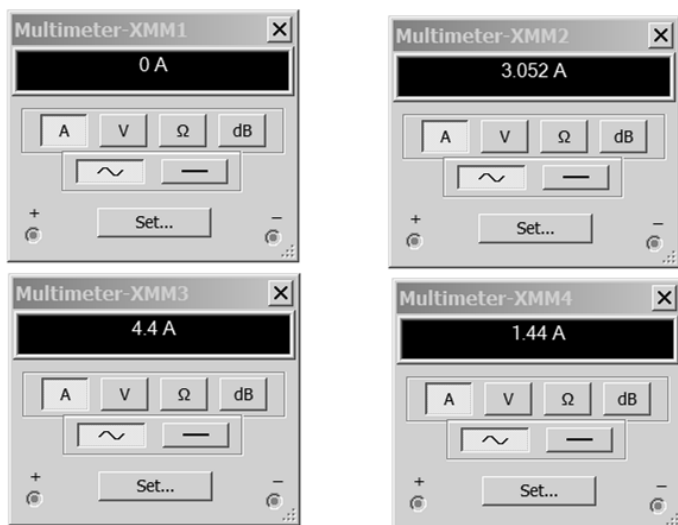 Multimeter-XMM1
0 A
A V Ω dB
+ Set... −
Multimeter-XMM2
3.052 A
A V Ω dB
+ Set... −
Multimeter-XMM3
4.4 A
A V Ω dB
+ Set... −
Multimeter-XMM4
1.44 A
A V Ω dB
+ Set... −